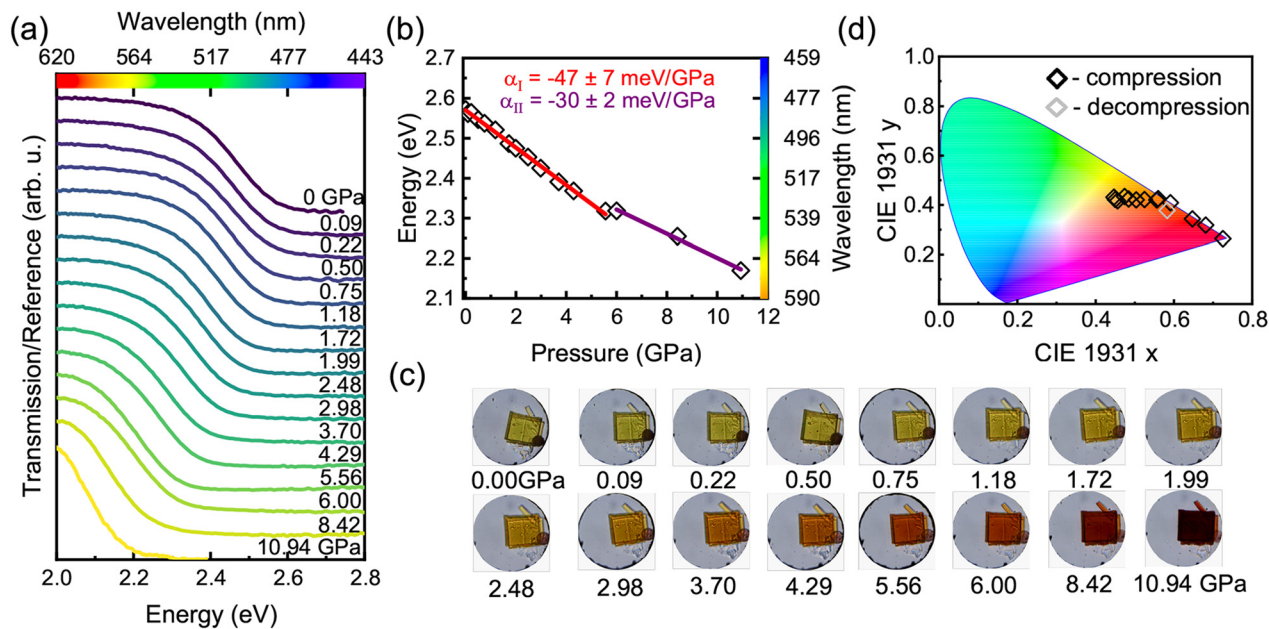 (a)
Wavelength (nm)
620 564 517 477 443
Transmission/Reference (arb. u.)
0 GPa
0.09
0.22
0.50
0.75
1.18
1.72
1.99
2.48
2.98
3.70
4.29
5.56
6.00
8.42
10.94 GPa
2.0 2.2 2.4 2.6 2.8
Energy (eV)
(b)
α_I = -47 ± 7 meV/GPa
α_II = -30 ± 2 meV/GPa
Energy (eV)
2.7
2.6
2.5
2.4
2.3
2.2
2.1
0 2 4 6 8 10 12
Pressure (GPa)
459
477
496
517
539
564
590
Wavelength (nm)
(d)
- compression
- decompression
CIE 1931 y
1.0
0.8
0.6
0.4
0.2
0.0 0.2 0.4 0.6 0.8
CIE 1931 x
(c)
0.00GPa 0.09 0.22 0.50 0.75 1.18 1.72 1.99
2.48 2.98 3.70 4.29 5.56 6.00 8.42 10.94 GPa